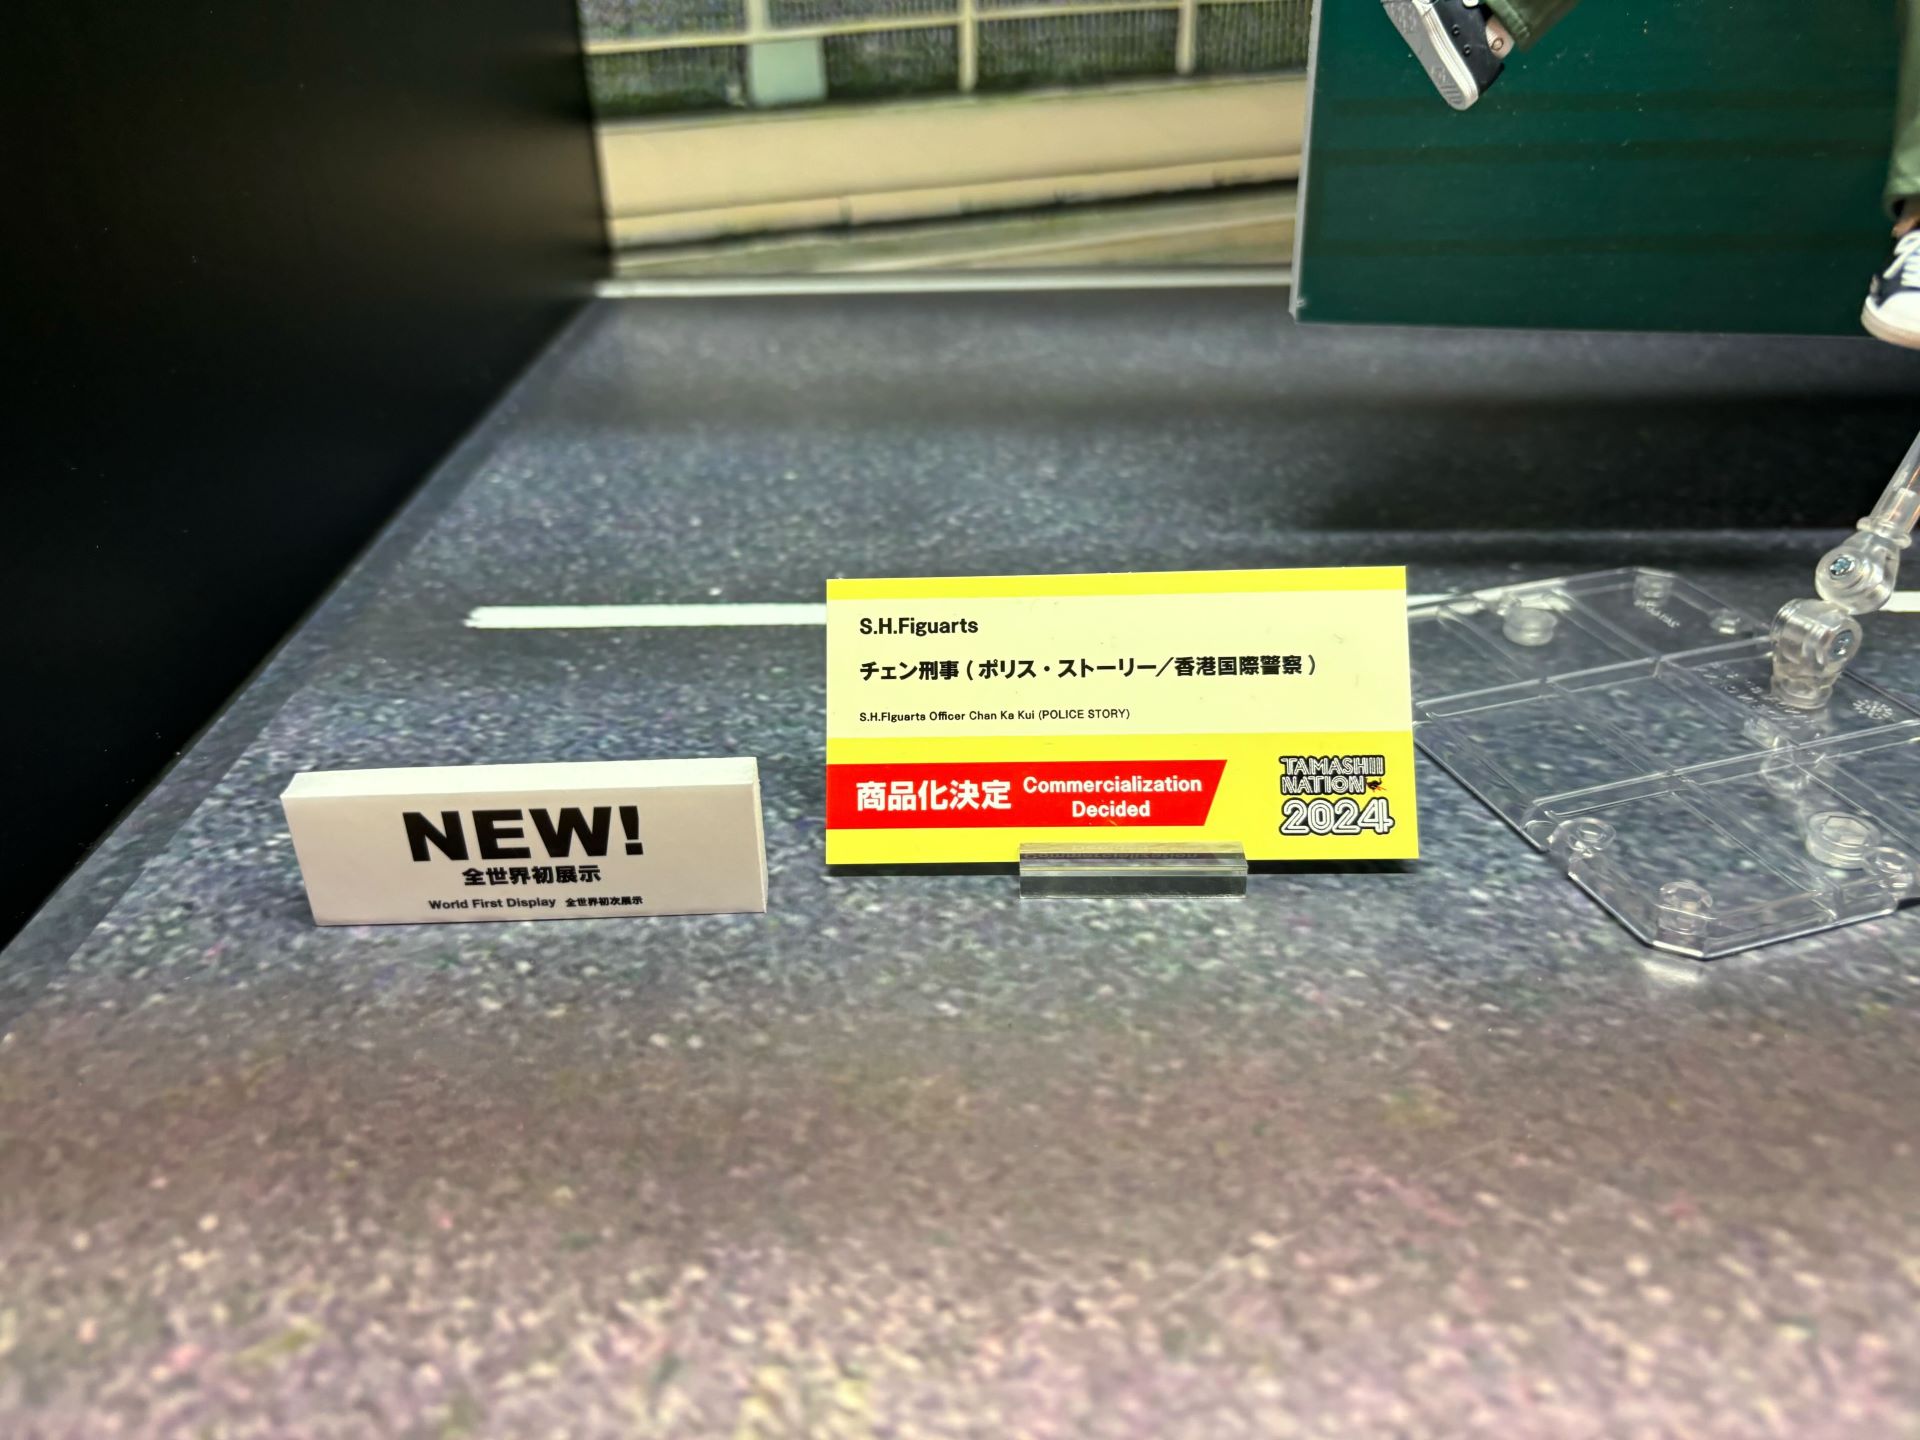 S.H.Figuarts
チェン刑事 ( ポリス・ストーリー／香港国際警察 )
S.H.Figuarts Officer Chan Ka Kui (POLICE STORY)
商品化決定 Commercialization
Decided
TAMASHII
NATION
2024
NEW!
全世界初展示
World First Display 全世界初次展示